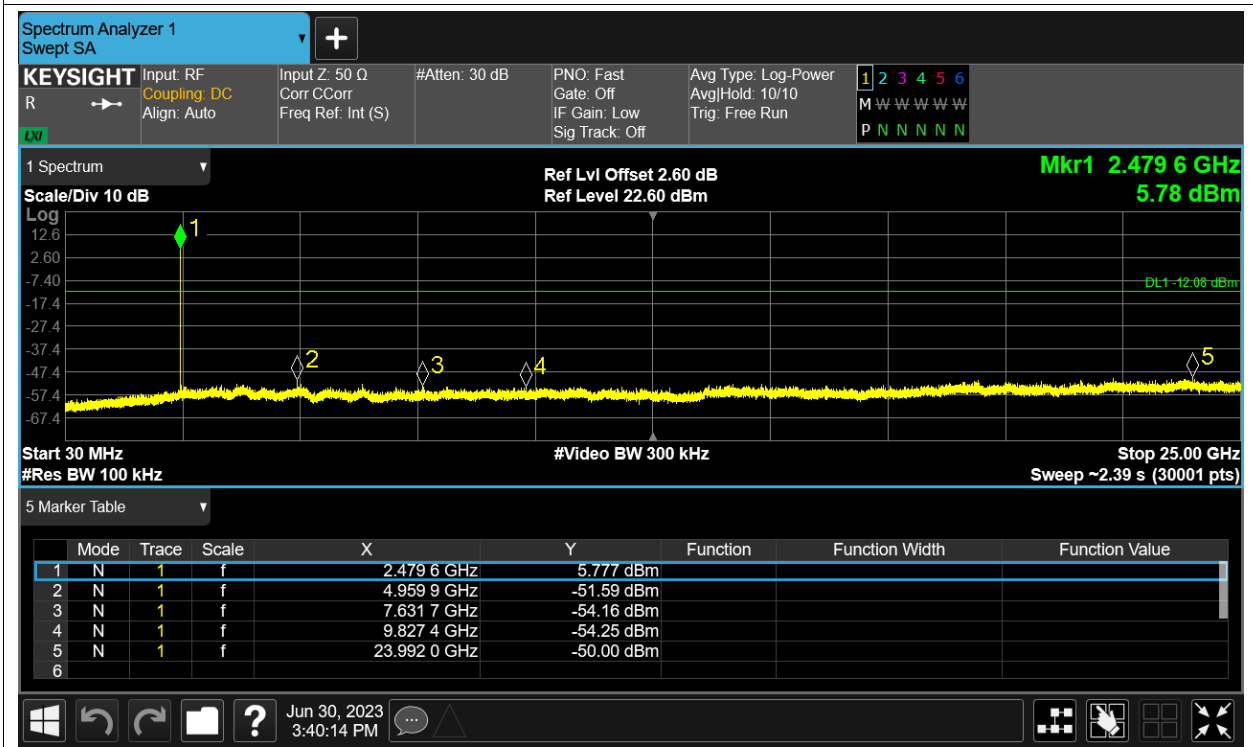 Spectrum Analyzer 1
Swept SA
+
KEYSIGHT Input: RF Input Z: 50 Ω #Atten: 30 dB PNO: Fast Avg Type: Log-Power 1 2 3 4 5 6
R Coupling: DC Corr CCorr Gate: Off Avg|Hold: 10/10 M W W W W W
Align: Auto Freq Ref: Int (S) IF Gain: Low Trig: Free Run
LXI Sig Track: Off P N N N N N
1 Spectrum Ref Lvl Offset 2.60 dB Mkr1 2.479 6 GHz
Scale/Div 10 dB Ref Level 22.60 dBm 5.78 dBm
Log
1
12.6
2.60
-7.40
DL1 -12.08 dBm
-17.4
-27.4
-37.4
2 3 4 5
-47.4
-57.4
-67.4
Start 30 MHz #Video BW 300 kHz Stop 25.00 GHz
#Res BW 100 kHz Sweep ~2.39 s (30001 pts)
5 Marker Table
Mode Trace Scale X Y Function Function Width Function Value
1 N 1 f 2.479 6 GHz 5.777 dBm
2 N 1 f 4.959 9 GHz -51.59 dBm
3 N 1 f 7.631 7 GHz -54.16 dBm
4 N 1 f 9.827 4 GHz -54.25 dBm
5 N 1 f 23.992 0 GHz -50.00 dBm
6
? Jun 30, 2023
3:40:14 PM